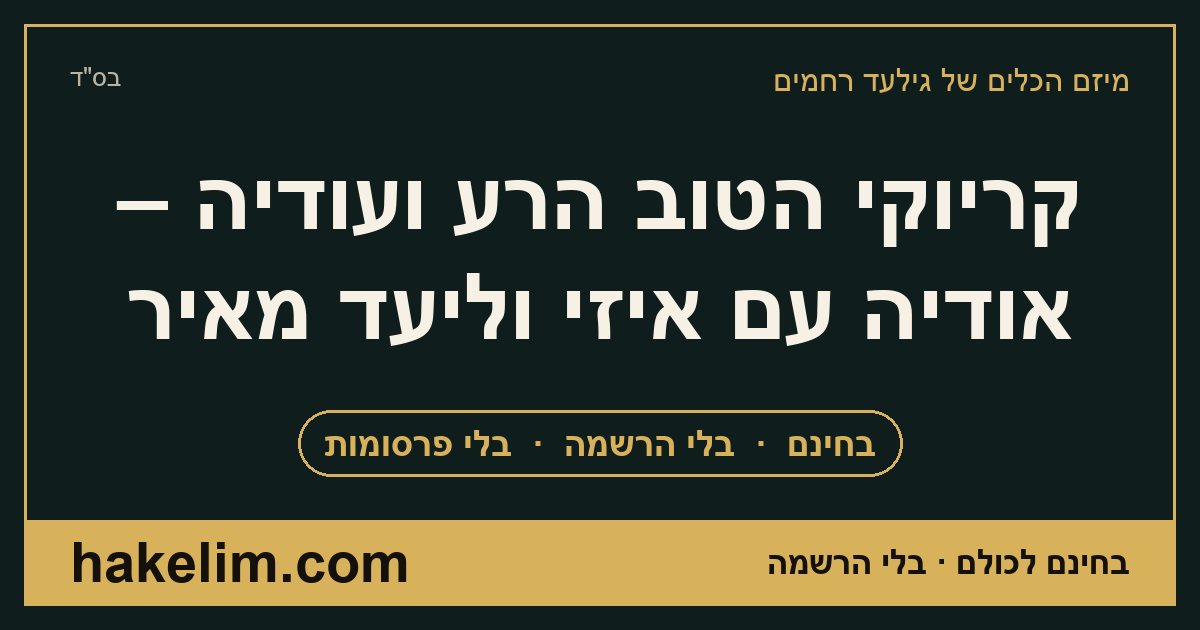 מיזם הכלים של גילעד רחמים
בס"ד
קריוקי הטוב הרע ועודיה –
אודיה עם איזי וליעד מאיר
בחינם · בלי הרשמה · בלי פרסומות
בחינם לכולם · בלי הרשמה
hakelim.com